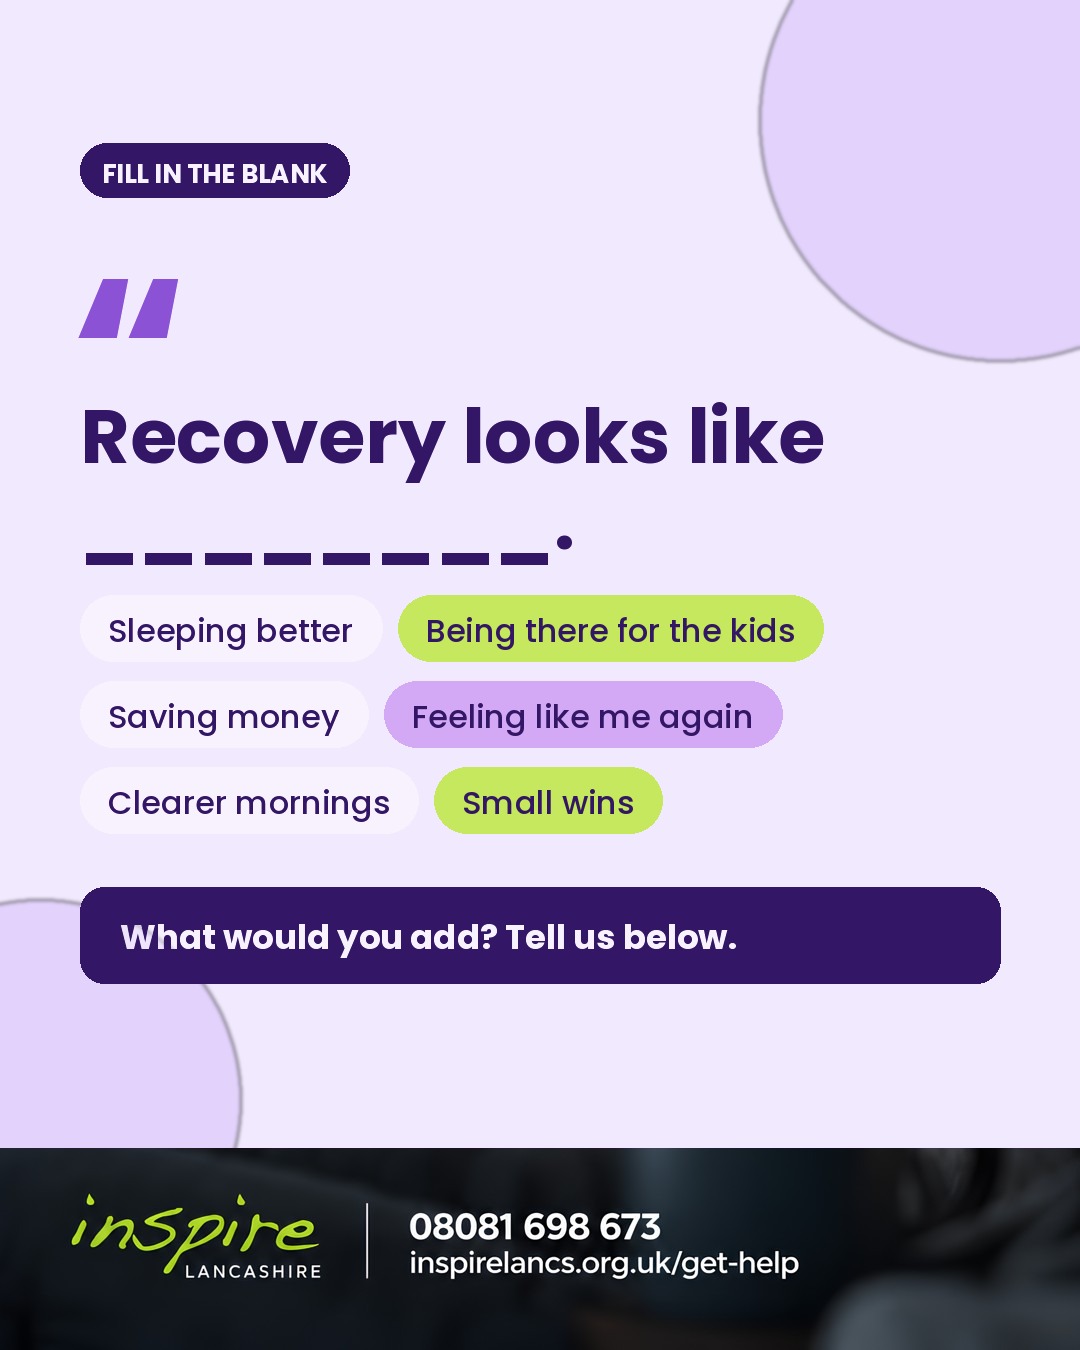 FILL IN THE BLANK
“
Recovery looks like
________.
Sleeping better
Being there for the kids
Saving money
Feeling like me again
Clearer mornings
Small wins
What would you add? Tell us below.
inspire
LANCASHIRE
08081 698 673
inspirelancs.org.uk/get-help